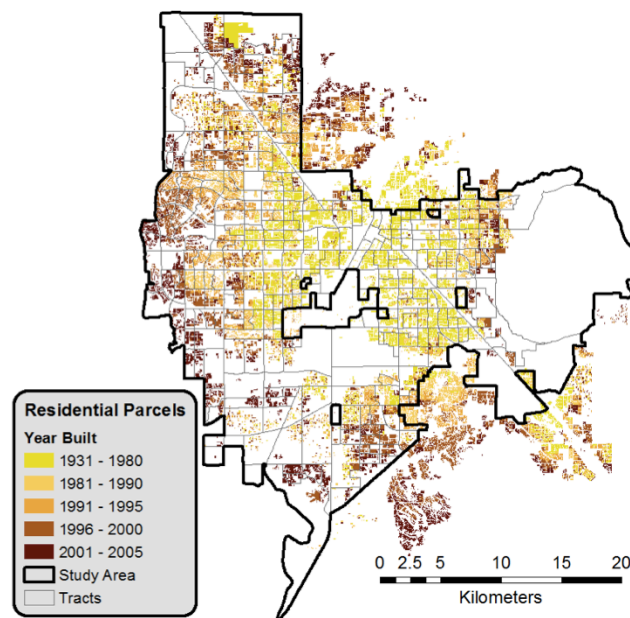 Residential Parcels
Year Built
1931 - 1980
1981 - 1990
1991 - 1995
1996 - 2000
2001 - 2005
Study Area
Tracts
0 2.5 5 10 15 20
Kilometers